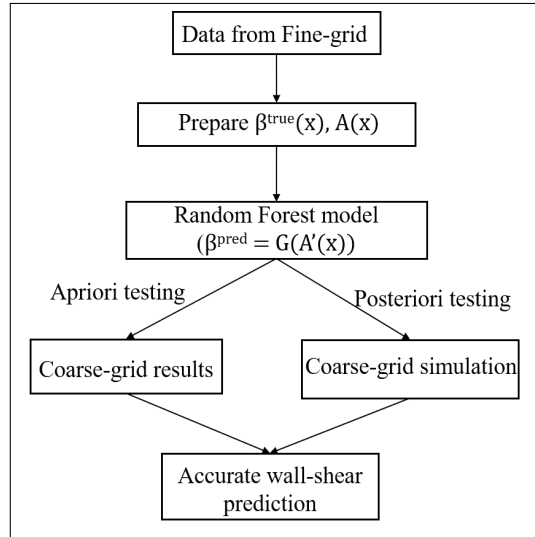 Data from Fine-grid
Prepare β^true(x), A(x)
Random Forest model
(β^pred = G(A'(x))
Apriori testing
Posteriori testing
Coarse-grid results
Coarse-grid simulation
Accurate wall-shear
prediction